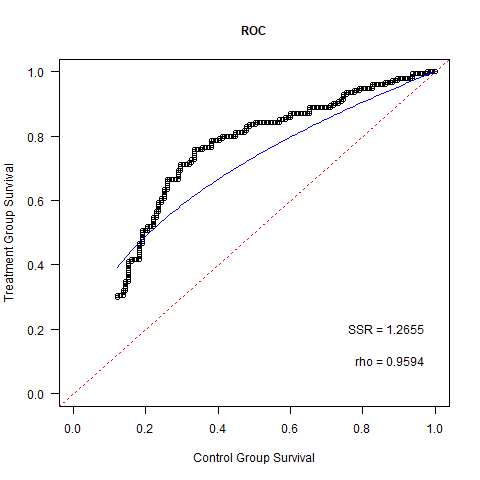 ROC
Treatment Group Survival
1.0
0.8
0.6
0.4
0.2
0.0
SSR = 1.2655
rho = 0.9594
0.0 0.2 0.4 0.6 0.8 1.0
Control Group Survival